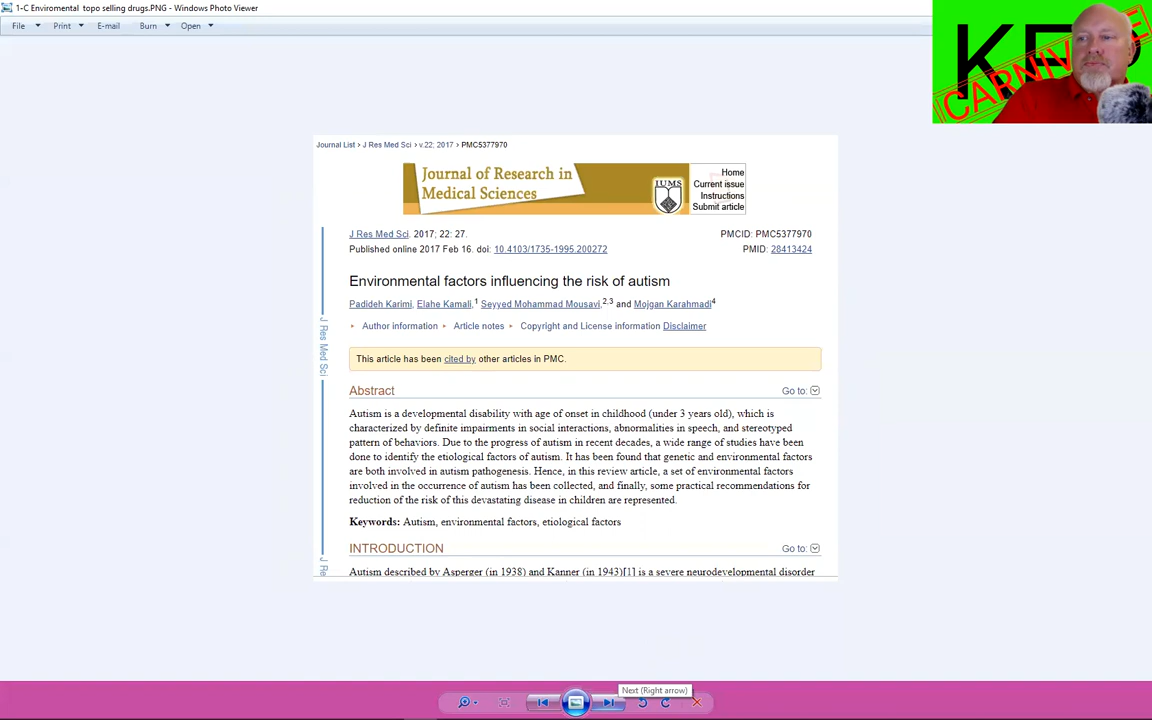 1-C Enviromental  topo selling drugs.PNG - Windows Photo Viewer
File Print E-mail Burn Open
CARNIVORE
Journal List > J Res Med Sci > v.22; 2017 > PMC5377970
Journal of Research in
Medical Sciences
IUMS
Home
Current issue
Instructions
Submit article
J Res Med Sci. 2017; 22: 27.
PMCID: PMC5377970
Published online 2017 Feb 16. doi: 10.4103/1735-1995.200272
PMID: 28413424
Environmental factors influencing the risk of autism
Padideh Karimi, Elahe Kamali,1 Seyyed Mohammad Mousavi,2,3 and Mojgan Karahmadi4
Author information Article notes Copyright and License information Disclaimer
J Res Med Sci
This article has been cited by other articles in PMC.
Abstract
Go to:
Autism is a developmental disability with age of onset in childhood (under 3 years old), which is
characterized by definite impairments in social interactions, abnormalities in speech, and stereotyped
pattern of behaviors. Due to the progress of autism in recent decades, a wide range of studies have been
done to identify the etiological factors of autism. It has been found that genetic and environmental factors
are both involved in autism pathogenesis. Hence, in this review article, a set of environmental factors
involved in the occurrence of autism has been collected, and finally, some practical recommendations for
reduction of the risk of this devastating disease in children are represented.
Keywords: Autism, environmental factors, etiological factors
INTRODUCTION
Go to:
J Re
Autism described by Asperger (in 1938) and Kanner (in 1943)[1] is a severe neurodevelopmental disorder
Next (Right arrow)